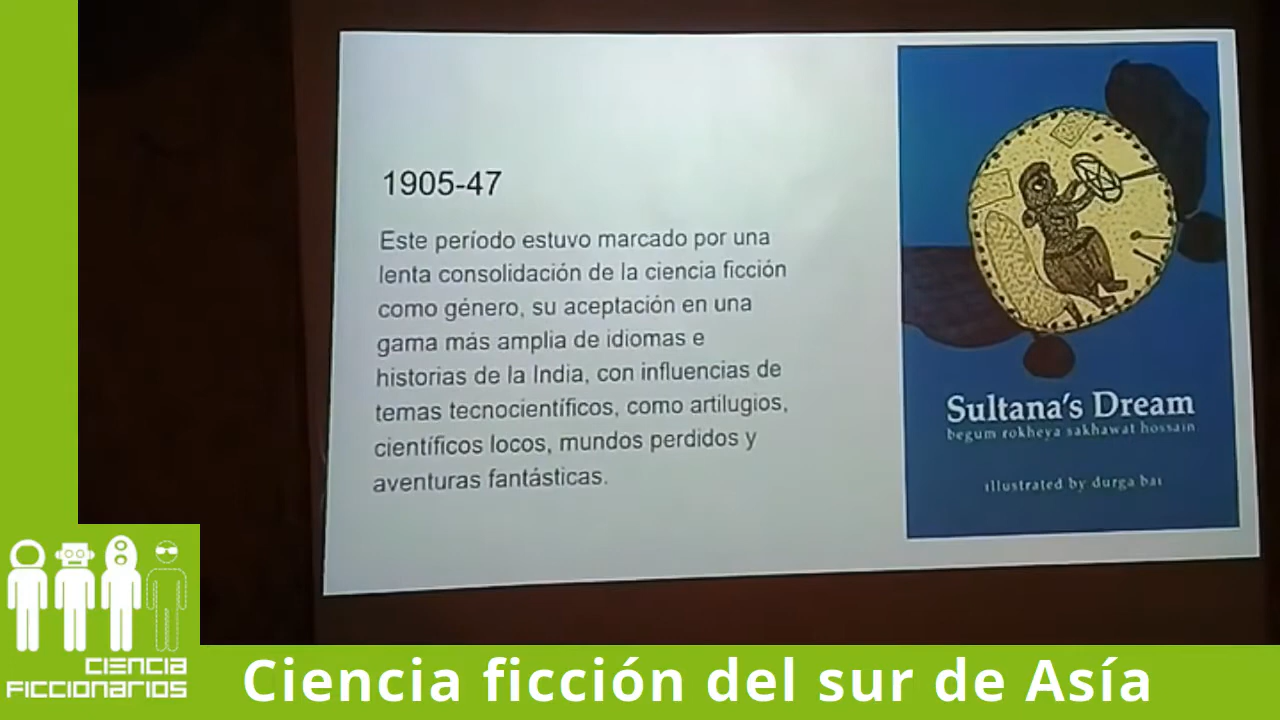 1905-47
Este período estuvo marcado por una
lenta consolidación de la ciencia ficción
como género, su aceptación en una
gama más amplia de idiomas e
historias de la India, con influencias de
temas tecnocientíficos, como artilugios,
científicos locos, mundos perdidos y
aventuras fantásticas.
Sultana's Dream
begum rokheya sakhawat hossain
illustrated by durga bai
CIENCIA
FICCIONARIOS
Ciencia ficción del sur de Asía